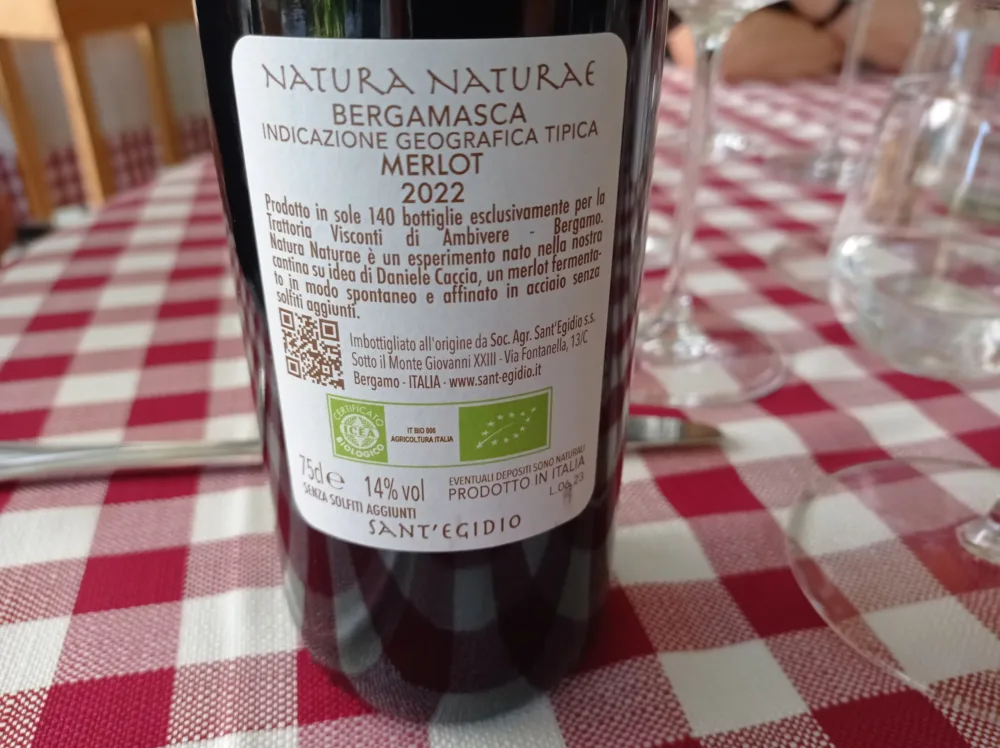 NATURA NATURAE
BERGAMASCA
INDICAZIONE GEOGRAFICA TIPICA
MERLOT
2022
Prodotto in sole 140 bottiglie esclusivamente per la
Trattoria Visconti di Ambivere - Bergamo.
Natura Naturae è un esperimento nato nella nostra
cantina su idea di Daniele Caccia, un merlot fermenta-
to in modo spontaneo e affinato in acciaio senza
solfiti aggiunti.
Imbottigliato all'origine da Soc. Agr. Sant'Egidio s.s.
Sotto il Monte Giovanni XXIII - Via Fontanella, 13/C
Bergamo - ITALIA - www.sant-egidio.it
CERTIFICATO
ICEA
BIOLOGICO
IT BIO 006
AGRICOLTURA ITALIA
75cl e 14% vol
SENZA SOLFITI AGGIUNTI
EVENTUALI DEPOSITI SONO NATURALI
PRODOTTO IN ITALIA
SANT'EGIDIO